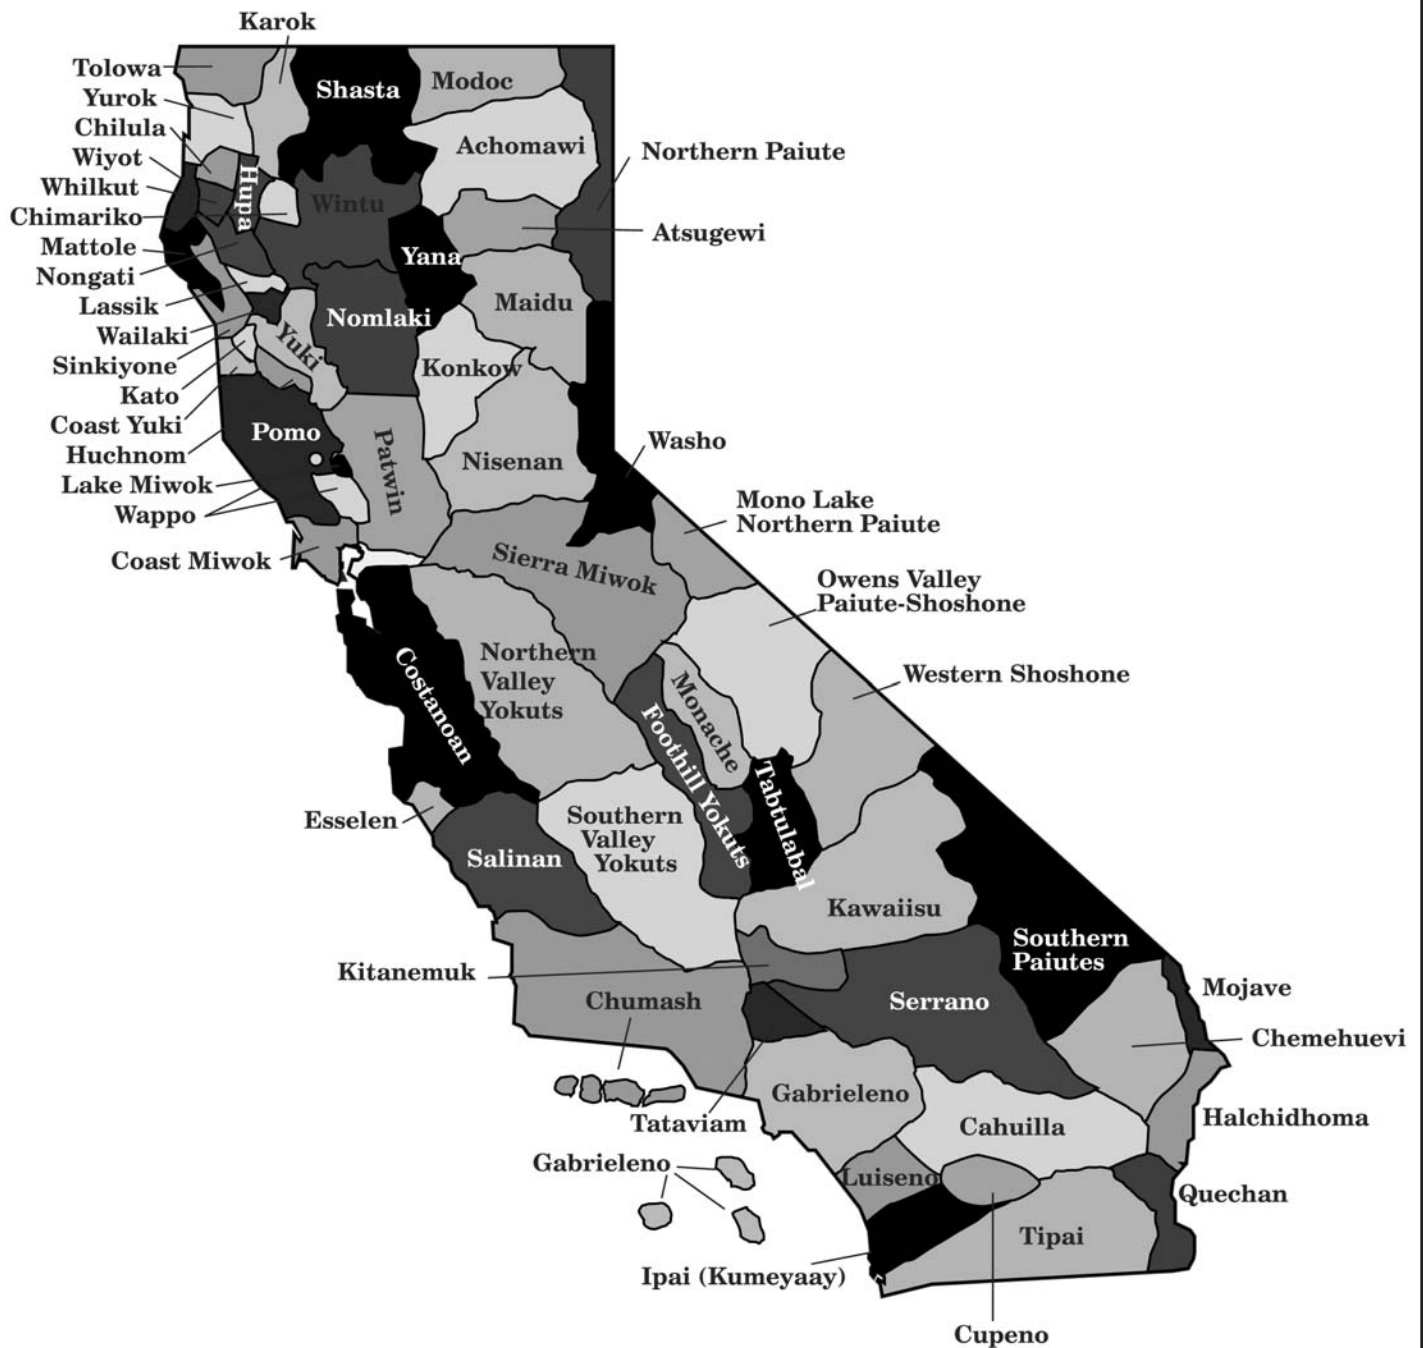 Karok
Tolowa
Yurok
Chilula
Wiyot
Whilkut
Chimariko
Mattole
Nongati
Lassik
Wailaki
Sinkiyone
Kato
Coast Yuki
Huchnom
Lake Miwok
Wappo
Coast Miwok
Shasta
Modoc
Achomawi
Northern Paiute
Hupa
Wintu
Atsugewi
Yana
Maidu
Nomlaki
Yuki
Konkow
Pomo
Patwin
Nisenan
Washo
Mono Lake
Northern Paiute
Sierra Miwok
Owens Valley
Paiute-Shoshone
Costanoan
Northern
Valley
Yokuts
Monache
Western Shoshone
Foothill Yokuts
Tabtulabal
Esselen
Salinan
Southern
Valley
Yokuts
Kawaiisu
Southern
Paiutes
Kitanemuk
Chumash
Serrano
Mojave
Chemehuevi
Gabrieleno
Tataviam
Cahuilla
Halchidhoma
Gabrieleno
Luiseno
Quechan
Tipai
Ipai (Kumeyaay)
Cupeno